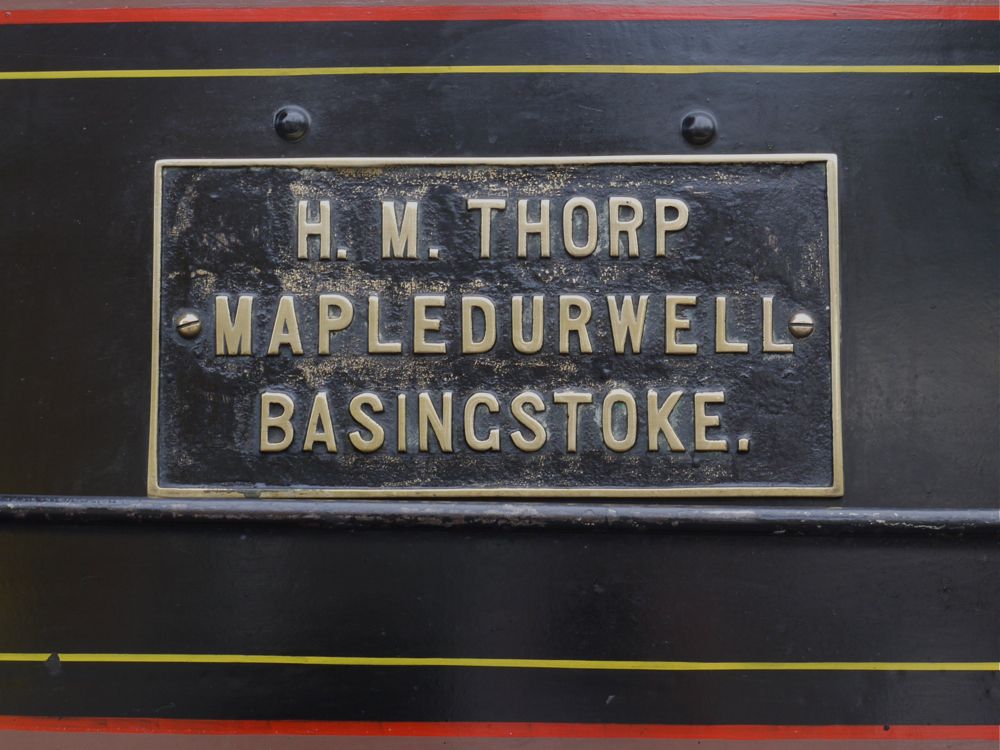 H. M. THORP
MAPLEDURWELL
BASINGSTOKE.